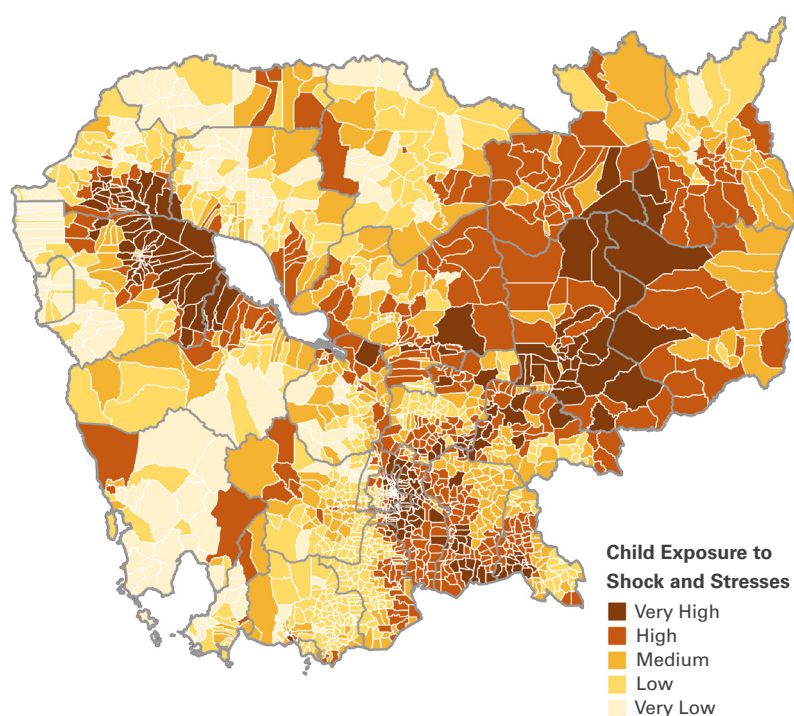 Child Exposure to
Shock and Stresses
Very High
High
Medium
Low
Very Low